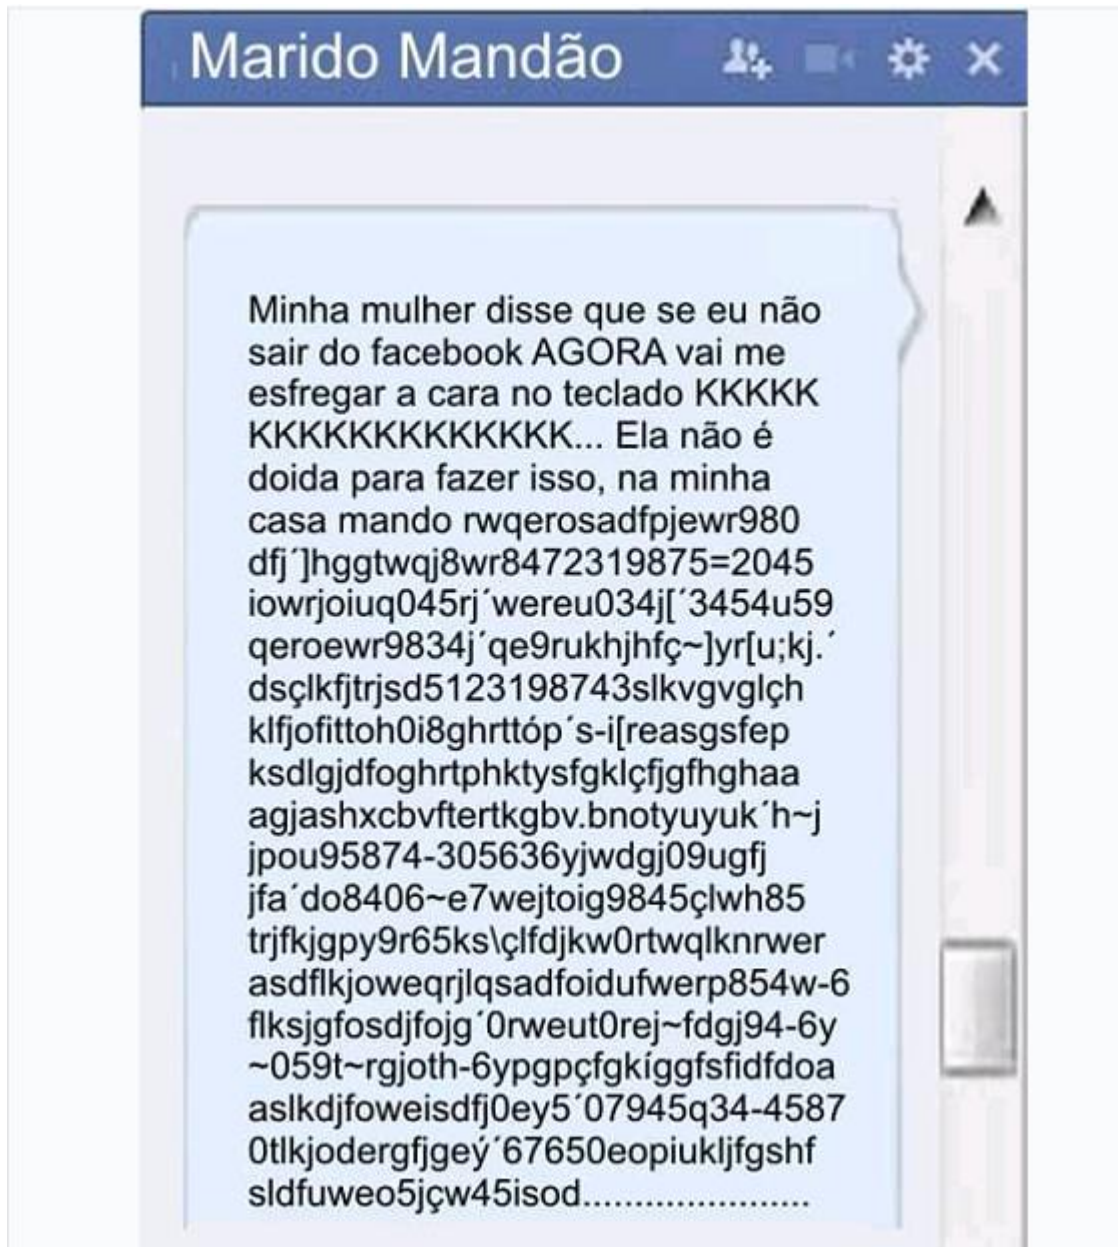 Marido Mandão
Minha mulher disse que se eu não
sair do facebook AGORA vai me
esfregar a cara no teclado KKKKK
KKKKKKKKKKKKK... Ela não é
doida para fazer isso, na minha
casa mando rwqerosadfpjewr980
dfj´]hggtwqj8wr8472319875=2045
iowrjoiuq045rj´wereu034j[´3454u59
qeroewr9834j´qe9rukhjhfç~]yr[u;kj.´
dsçlkfjtrjsd5123198743slkvgvglçh
klfjofittoh0i8ghrttóp´s-i[reasgsfep
ksdlgjdfoghrtphktysfgklçfjgfhghaa
agjashxcbvftertkgbv.bnotyuyuk´h~j
jpou95874-305636yjwdgj09ugfj
jfa´do8406~e7wejtoig9845çlwh85
trjfkjgpy9r65ks\çlfdjkw0rtwqlknrwer
asdflkjoweqrjlqsadfoidufwerp854w-6
flksjgfosdjfojg´0rweut0rej~fdgj94-6y
~059t~rgjoth-6ypgpçfgkíggfsfidfdoa
aslkdjfoweisdfj0ey5´07945q34-4587
0tlkjodergfjgeý´67650eopiukljfgshf
sldfuweo5jçw45isod......................